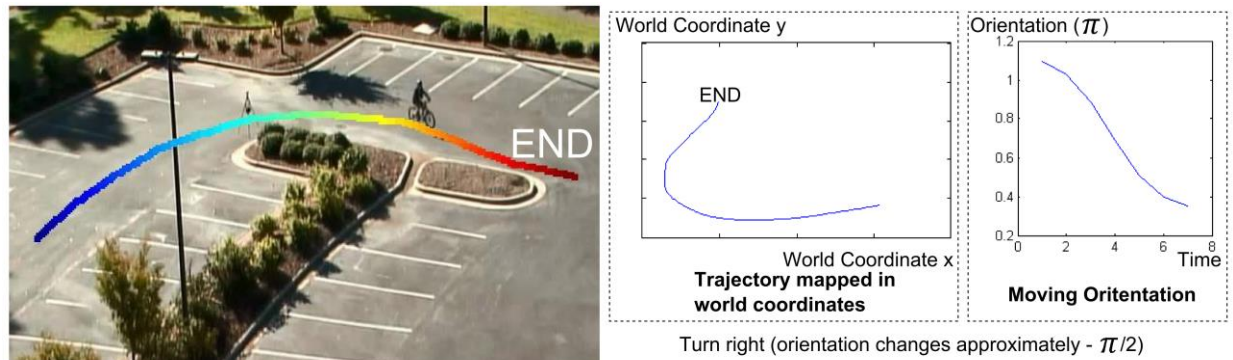 END
World Coordinate y
END
World Coordinate x
Trajectory mapped in
world coordinates
Orientation (π)
1.2
1
0.8
0.6
0.4
0.2
0 2 4 6 8
Time
Moving Oritentation
Turn right (orientation changes approximately - π/2)